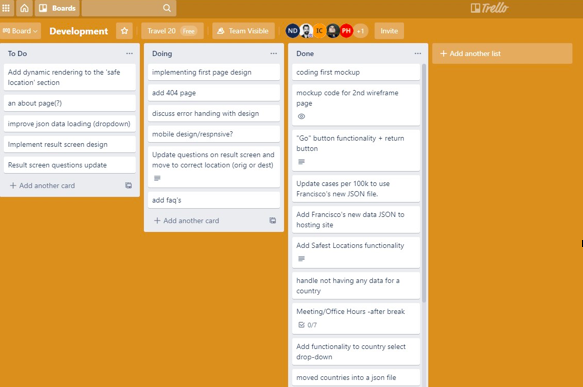 Boards
Trello
Board
Development
Travel 20
Free
Team Visible
ND
IC
PH
+1
Invite
To Do
Add dynamic rendering to the 'safe
location' section
an about page(?)
improve json data loading (dropdown)
Implement result screen design
Result screen questions update
+ Add another card
Doing
implementing first page design
add 404 page
discuss error handing with design
mobile design/respnsive?
Update questions on result screen and
move to correct location (orig or dest)
add faq's
+ Add another card
Done
coding first mockup
mockup code for 2nd wireframe
page
"Go" button functionality + return
button
Update cases per 100k to use
Francisco's new JSON file.
Add Francisco's new data JSON to
hosting site
Add Safest Locations functionality
handle not having any data for a
country
Meeting/Office Hours -after break
0/7
Add functionality to country select
drop-down
moved countries into a json file
+ Add another list